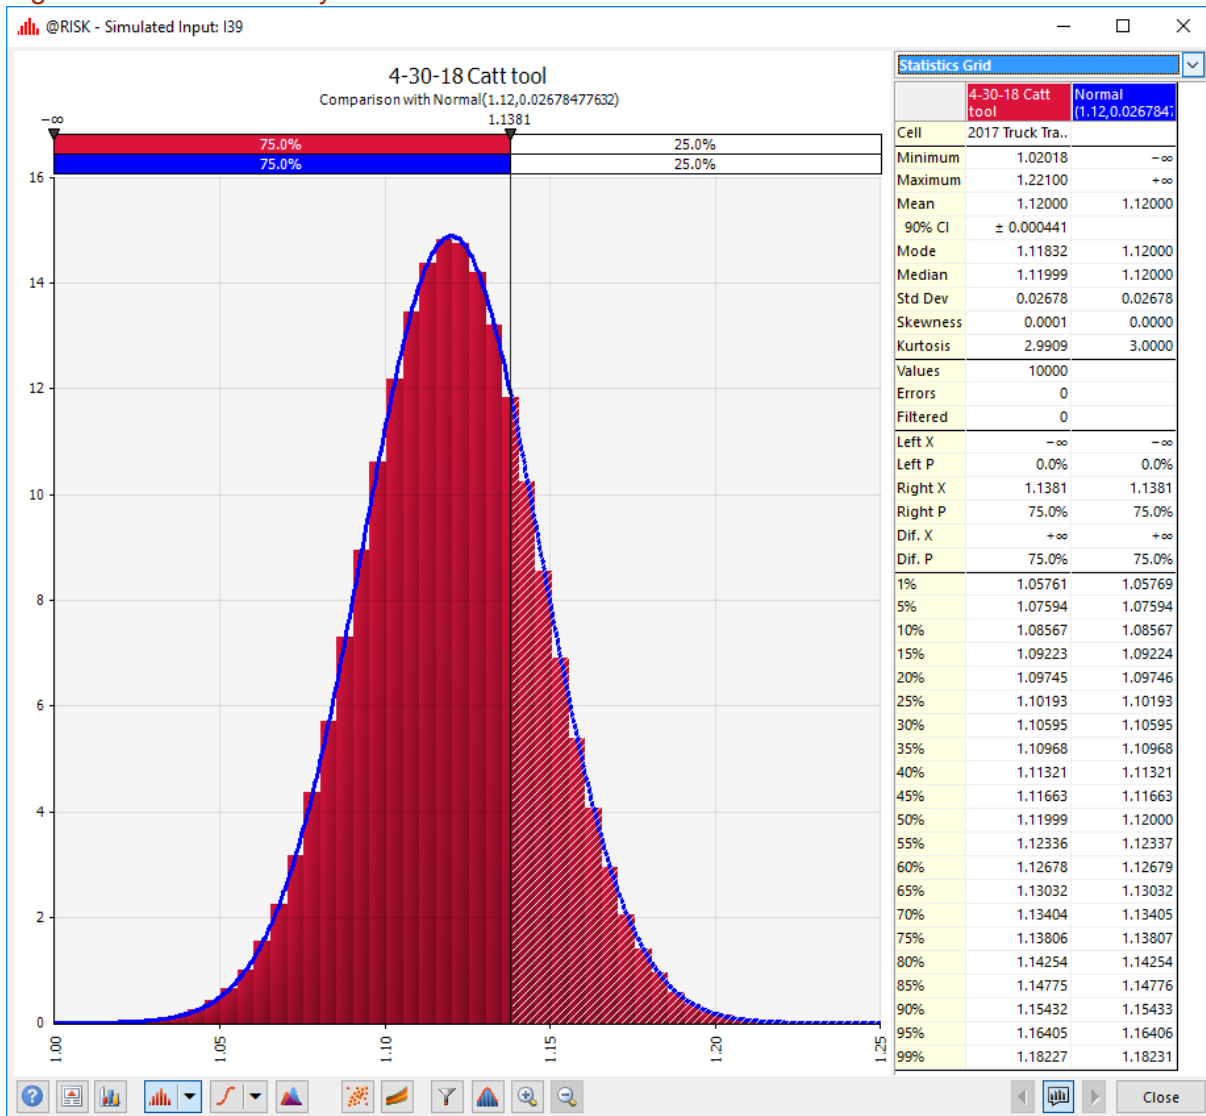 @RISK - Simulated Input: I39
4-30-18 Catt tool
Comparison with Normal(1.12,0.02678477632)
−∞ 1.1381
75.0% 25.0%
75.0% 25.0%
16
14
12
10
8
6
4
2
0
1.00 1.05 1.10 1.15 1.20 1.25
Statistics Grid
4-30-18 Catt tool Normal (1.12,0.026784
Cell 2017 Truck Tra..
Minimum 1.02018 −∞
Maximum 1.22100 +∞
Mean 1.12000 1.12000
90% CI ± 0.000441
Mode 1.11832 1.12000
Median 1.11999 1.12000
Std Dev 0.02678 0.02678
Skewness 0.0001 0.0000
Kurtosis 2.9909 3.0000
Values 10000
Errors 0
Filtered 0
Left X −∞ −∞
Left P 0.0% 0.0%
Right X 1.1381 1.1381
Right P 75.0% 75.0%
Dif. X +∞ +∞
Dif. P 75.0% 75.0%
1% 1.05761 1.05769
5% 1.07594 1.07594
10% 1.08567 1.08567
15% 1.09223 1.09224
20% 1.09745 1.09746
25% 1.10193 1.10193
30% 1.10595 1.10595
35% 1.10968 1.10968
40% 1.11321 1.11321
45% 1.11663 1.11663
50% 1.11999 1.12000
55% 1.12336 1.12337
60% 1.12678 1.12679
65% 1.13032 1.13032
70% 1.13404 1.13405
75% 1.13806 1.13807
80% 1.14254 1.14254
85% 1.14775 1.14776
90% 1.15432 1.15433
95% 1.16405 1.16406
99% 1.18227 1.18231
Close